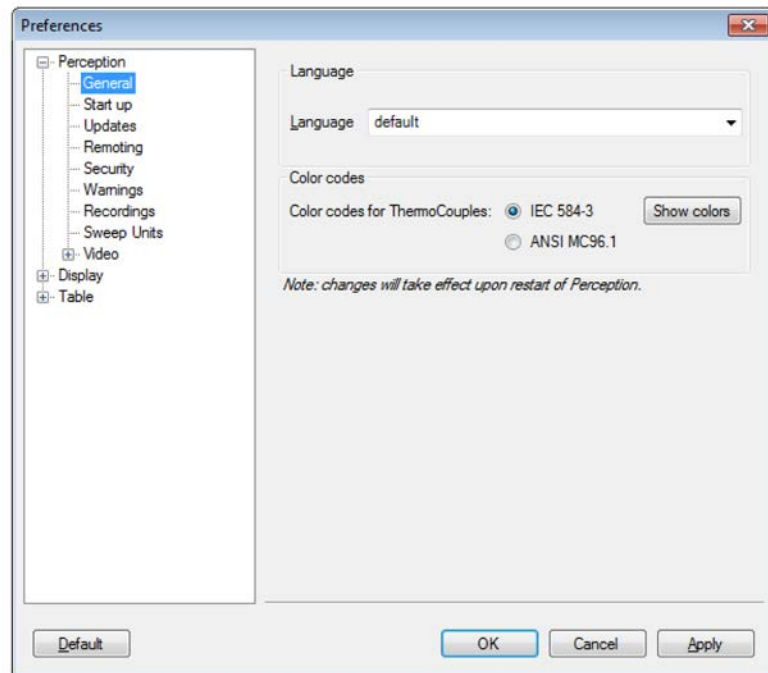 Preferences
Perception
General
Start up
Updates
Remoting
Security
Warnings
Recordings
Sweep Units
Video
Display
Table
Language
Language default
Color codes
Color codes for ThermoCouples: IEC 584-3 Show colors
ANSI MC96.1
Note: changes will take effect upon restart of Perception.
Default OK Cancel Apply